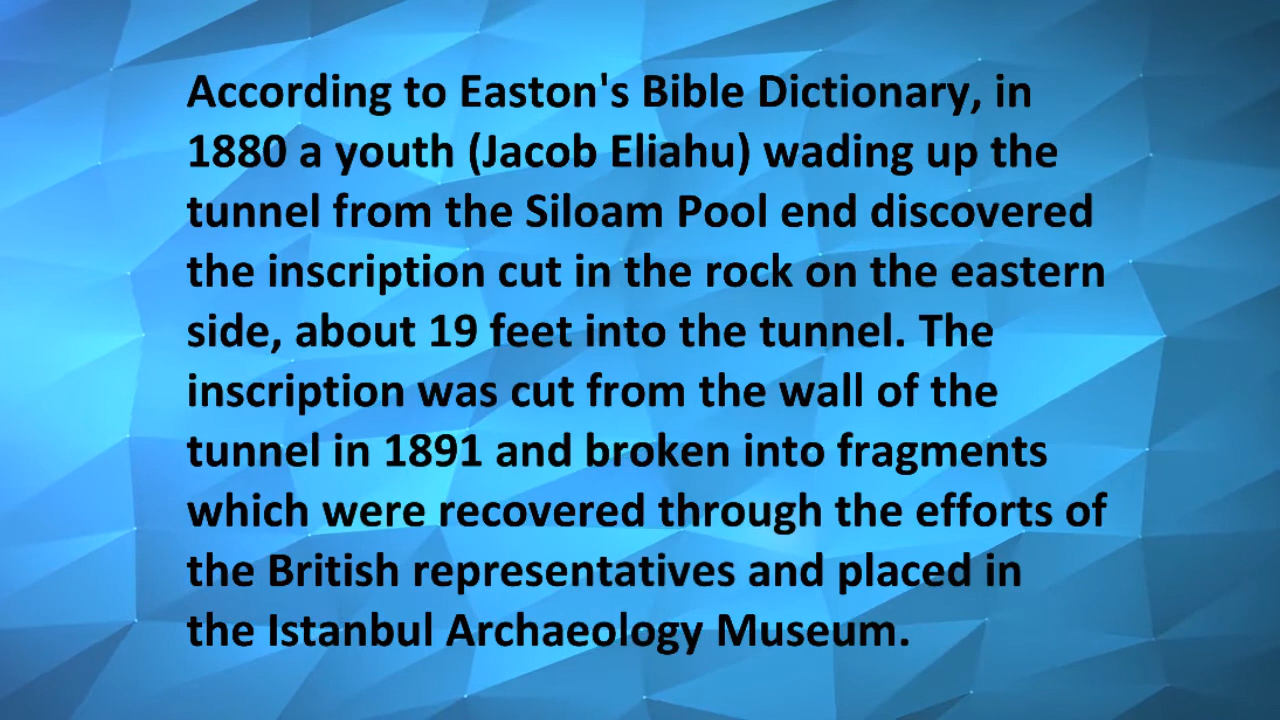 According to Easton's Bible Dictionary, in
1880 a youth (Jacob Eliahu) wading up the
tunnel from the Siloam Pool end discovered
the inscription cut in the rock on the eastern
side, about 19 feet into the tunnel. The
inscription was cut from the wall of the
tunnel in 1891 and broken into fragments
which were recovered through the efforts of
the British representatives and placed in
the Istanbul Archaeology Museum.